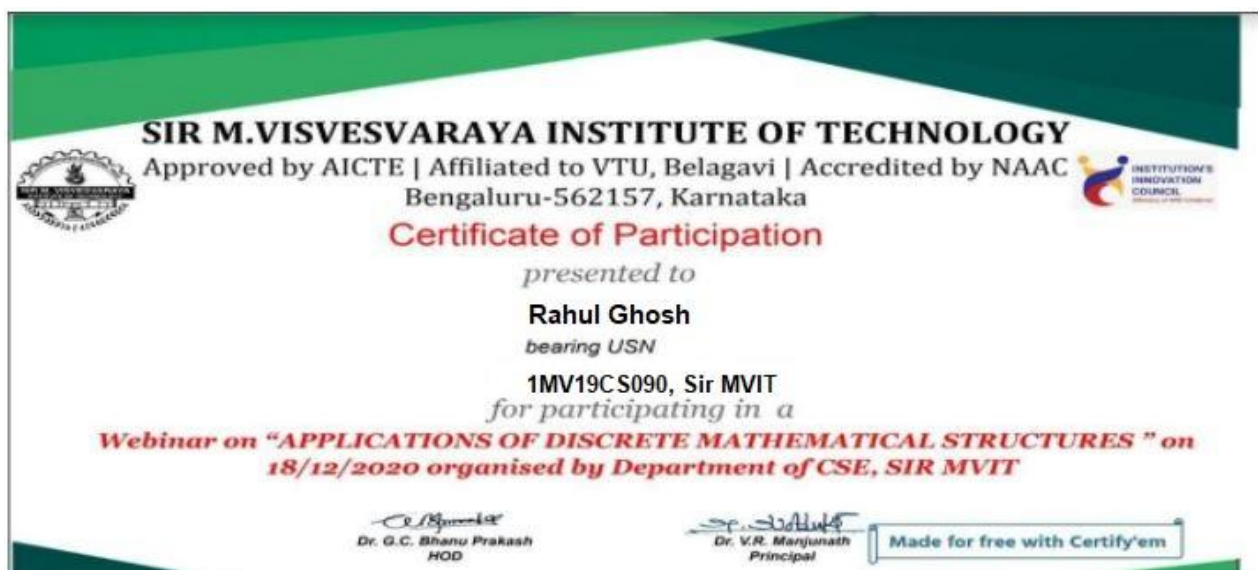 SIR M.VISVESVARAYA INSTITUTE OF TECHNOLOGY
Approved by AICTE | Affiliated to VTU, Belagavi | Accredited by NAAC
Bengaluru-562157, Karnataka
INSTITUTION'S
INNOVATION
COUNCIL
Certificate of Participation
presented to
Rahul Ghosh
bearing USN
1MV19CS090, Sir MVIT
for participating in a
Webinar on “APPLICATIONS OF DISCRETE MATHEMATICAL STRUCTURES ” on
18/12/2020 organised by Department of CSE, SIR MVIT
Dr. G.C. Bhanu Prakash
HOD
Dr. V.R. Manjunath
Principal
Made for free with Certify'em